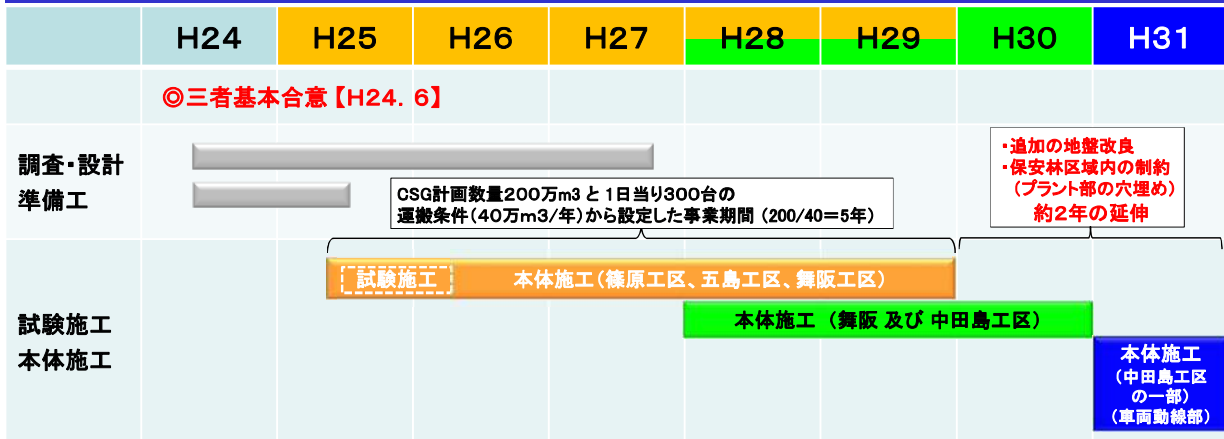 H24 H25 H26 H27 H28 H29 H30 H31
◎三者基本合意【H24．6】
調査・設計
準備工
CSG計画数量200万m3 と1日当り300台の
運搬条件（40万m3/年）から設定した事業期間（200/40＝5年）
・追加の地盤改良
・保安林区域内の制約
（プラント部の穴埋め）
約2年の延伸
試験施工
本体施工
試験施工 本体施工（篠原工区、五島工区、舞阪工区）
本体施工 （舞阪 及び 中田島工区）
本体施工
（中田島工区
の一部）
（車両動線部）